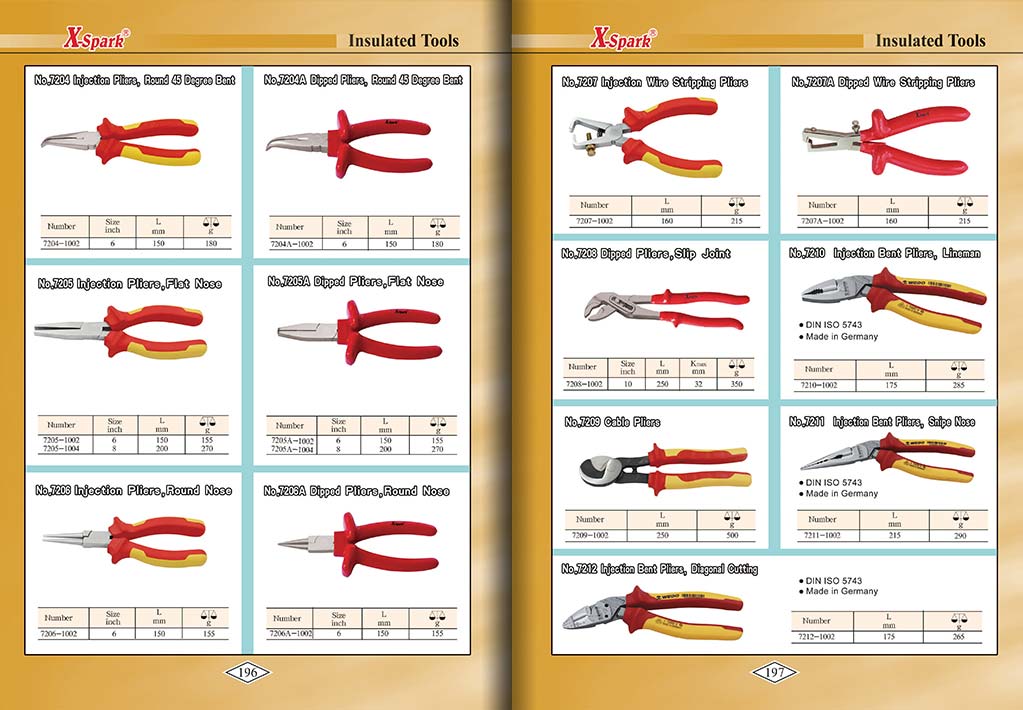 X-Spark®
Insulated Tools
No,7204 Injection Pliers, Round 45 Degree Bent
Number Size inch L mm g
7204-1002 6 150 180
No,7204A Dipped Pliers, Round 45 Degree Bent
Number Size inch L mm g
7204A-1002 6 150 180
No,7205 Injection Pliers,Flat Nose
Number Size inch L mm g
7205-1002 6 150 155
7205-1004 8 200 270
No,7205A Dipped Pliers,Flat Nose
Number Size inch L mm g
7205A-1002 6 150 155
7205A-1004 8 200 270
No,7206 Injection Pliers,Round Nose
Number Size inch L mm g
7206-1002 6 150 155
No,7206A Dipped Pliers,Round Nose
Number Size inch L mm g
7206A-1002 6 150 155
196
X-Spark®
Insulated Tools
No,7207 Injection Wire Stripping Pliers
Number L mm g
7207-1002 160 215
No,7207A Dipped Wire Stripping Pliers
Number L mm g
7207A-1002 160 215
No,7208 Dipped Pliers,Slip Joint
Number Size inch L mm Kmax mm g
7208-1002 10 250 32 350
No,7210 Injection Bent Pliers, Lineman
WEDO
● DIN ISO 5743
● Made in Germany
Number L mm g
7210-1002 175 285
No,7209 Cable Pliers
Number L mm g
7209-1002 250 500
No,7211 Injection Bent Pliers, Snipe Nose
WEDO
● DIN ISO 5743
● Made in Germany
Number L mm g
7211-1002 215 290
No,7212 Injection Bent Pliers, Diagonal Cutting
WEDO
● DIN ISO 5743
● Made in Germany
Number L mm g
7212-1002 175 265
197